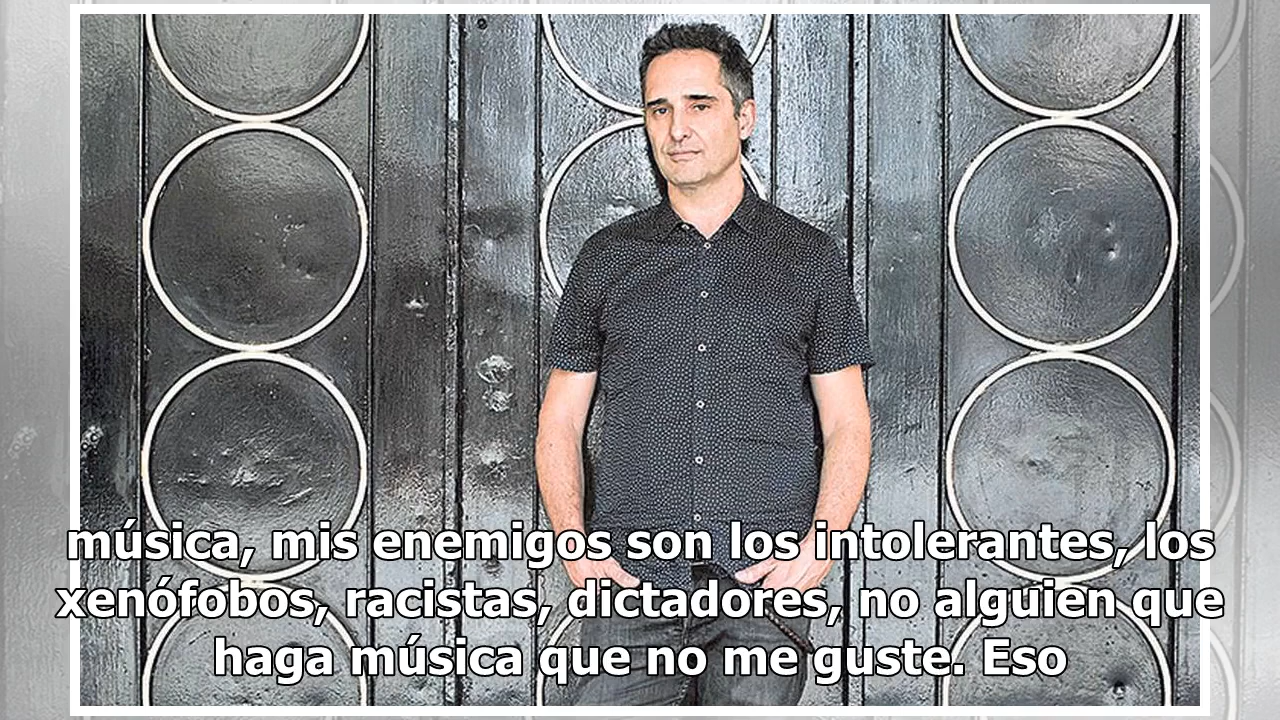 música, mis enemigos son los intolerantes, los
xenófobos, racistas, dictadores, no alguien que
haga música que no me guste. Eso